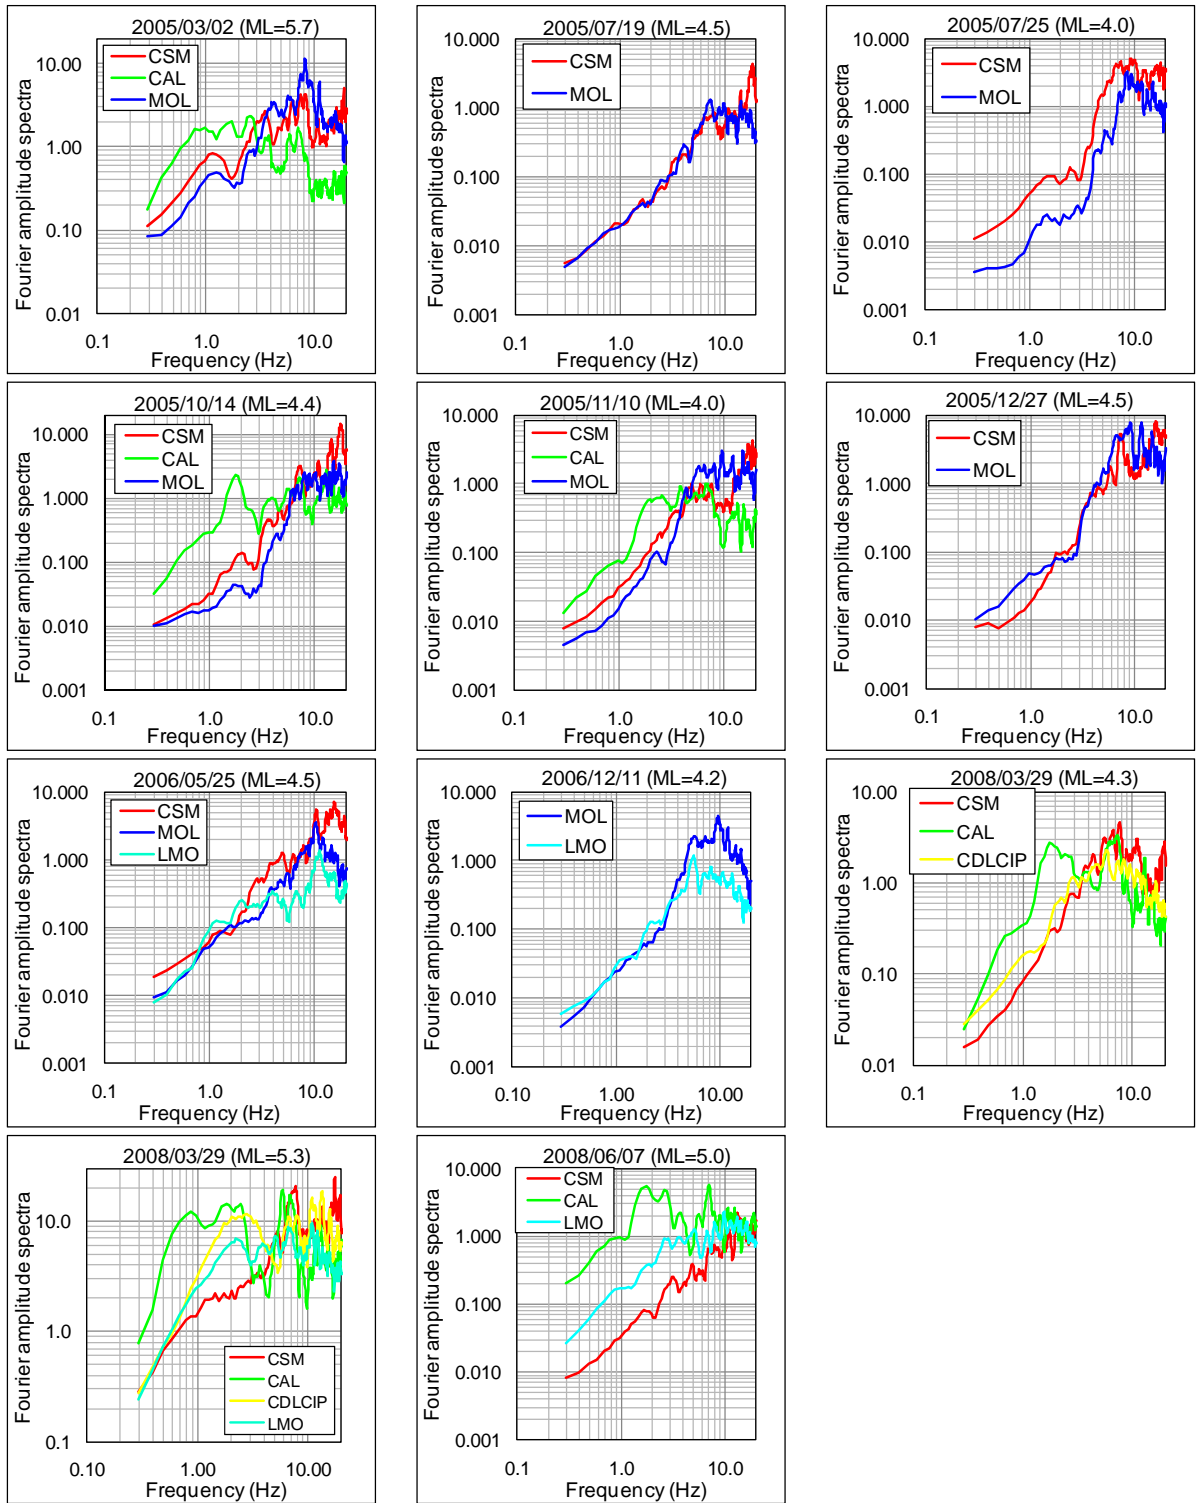 2005/03/02 (ML=5.7)
Fourier amplitude spectra
10.00
1.00
0.10
0.01
CSM
CAL
MOL
0.1
1.0
10.0
Frequency (Hz)
2005/07/19 (ML=4.5)
Fourier amplitude spectra
10.000
1.000
0.100
0.010
0.001
CSM
MOL
0.1
1.0
10.0
Frequency (Hz)
2005/07/25 (ML=4.0)
Fourier amplitude spectra
10.000
1.000
0.100
0.010
0.001
CSM
MOL
0.1
1.0
10.0
Frequency (Hz)
2005/10/14 (ML=4.4)
Fourier amplitude spectra
10.000
1.000
0.100
0.010
0.001
CSM
CAL
MOL
0.1
1.0
10.0
Frequency (Hz)
2005/11/10 (ML=4.0)
Fourier amplitude spectra
10.000
1.000
0.100
0.010
0.001
CSM
CAL
MOL
0.1
1.0
10.0
Frequency (Hz)
2005/12/27 (ML=4.5)
Fourier amplitude spectra
10.000
1.000
0.100
0.010
0.001
CSM
MOL
0.1
1.0
10.0
Frequency (Hz)
2006/05/25 (ML=4.5)
Fourier amplitude spectra
10.000
1.000
0.100
0.010
0.001
CSM
MOL
LMO
0.1
1.0
10.0
Frequency (Hz)
2006/12/11 (ML=4.2)
Fourier amplitude spectra
10.000
1.000
0.100
0.010
0.001
MOL
LMO
0.10
1.00
10.00
Frequency (Hz)
2008/03/29 (ML=4.3)
Fourier amplitude spectra
10.00
1.00
0.10
0.01
CSM
CAL
CDLCIP
0.1
1.0
10.0
Frequency (Hz)
2008/03/29 (ML=5.3)
Fourier amplitude spectra
10.0
1.0
0.1
CSM
CAL
CDLCIP
LMO
0.10
1.00
10.00
Frequency (Hz)
2008/06/07 (ML=5.0)
Fourier amplitude spectra
10.000
1.000
0.100
0.010
0.001
CSM
CAL
LMO
0.1
1.0
10.0
Frequency (Hz)